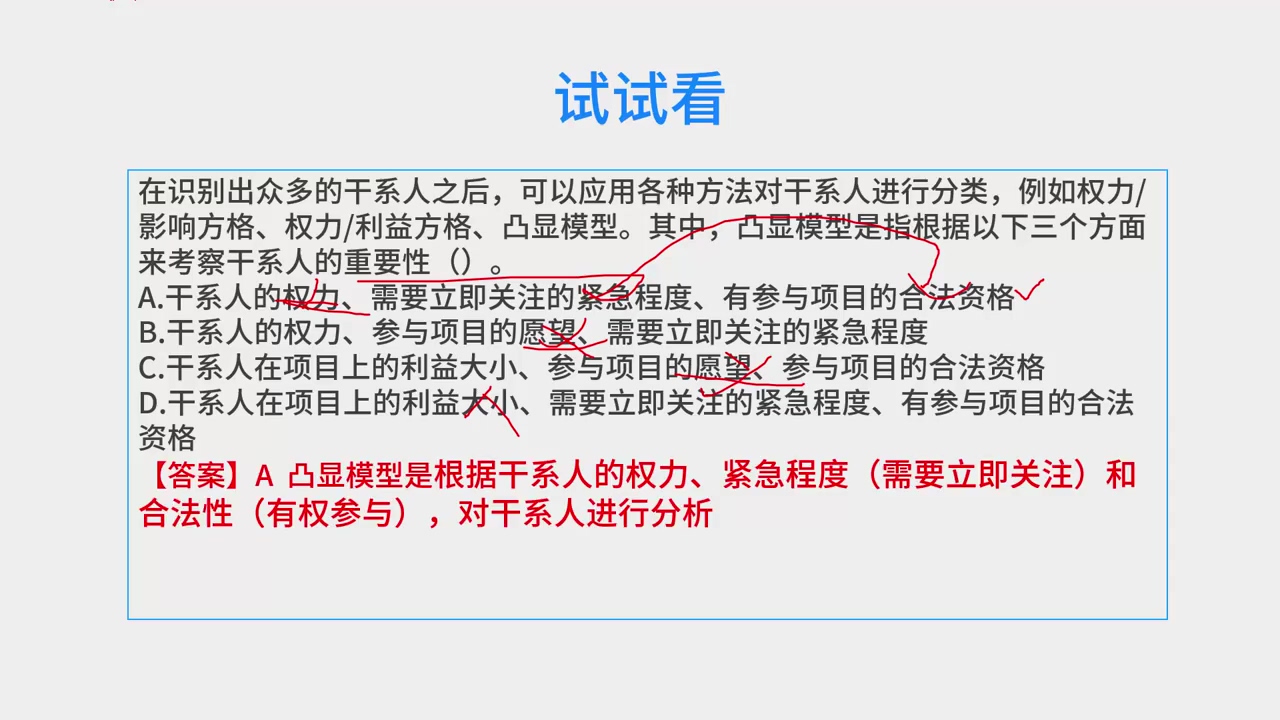 试试看
在识别出众多的干系人之后，可以应用各种方法对干系人进行分类，例如权力/
影响方格、权力/利益方格、凸显模型。其中，凸显模型是指根据以下三个方面
来考察干系人的重要性（）。
A.干系人的权力、需要立即关注的紧急程度、有参与项目的合法资格
B.干系人的权力、参与项目的愿望、需要立即关注的紧急程度
C.干系人在项目上的利益大小、参与项目的愿望、参与项目的合法资格
D.干系人在项目上的利益大小、需要立即关注的紧急程度、有参与项目的合法
资格
【答案】A 凸显模型是根据干系人的权力、紧急程度（需要立即关注）和
合法性（有权参与），对干系人进行分析